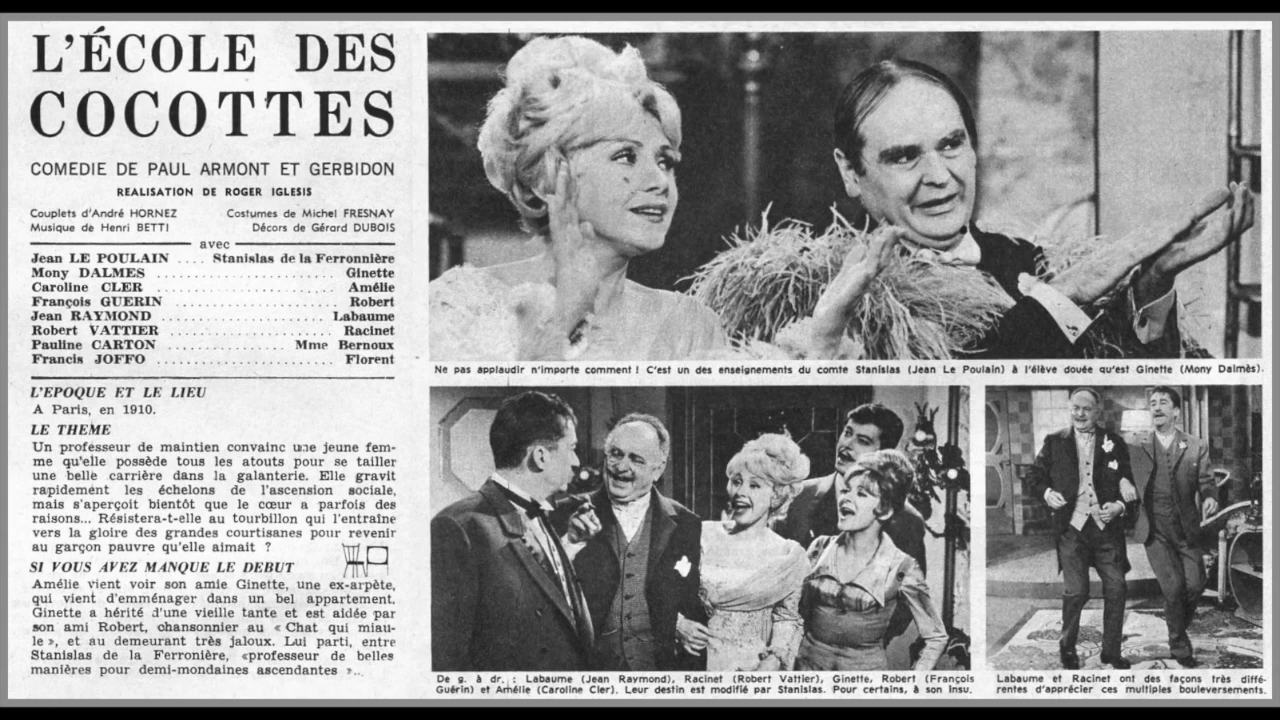 L'ÉCOLE DES
COCOTTES
COMEDIE DE PAUL ARMONT ET GERBIDON
REALISATION DE ROGER IGLESIS
Couplets d'André HORNEZ Costumes de Michel FRESNAY
Musique de Henri BETTI Décors de Gérard DUBOIS
avec
Jean LE POULAIN .... Stanislas de la Ferronnière
Mony DALMES ........................ Ginette
Caroline CLER ........................ Amélie
François GUERIN ........................ Robert
Jean RAYMOND ........................ Labaume
Robert VATTIER ........................ Racinet
Pauline CARTON .................. Mme Bernoux
Francis JOFFO ........................ Florent
L'EPOQUE ET LE LIEU
A Paris, en 1910.
LE THEME
Un professeur de maintien convainc une jeune fem-
me qu'elle possède tous les atouts pour se tailler
une belle carrière dans la galanterie. Elle gravit
rapidement les échelons de l'ascension sociale,
mais s'aperçoit bientôt que le cœur a parfois des
raisons... Résistera-t-elle au tourbillon qui l'entraîne
vers la gloire des grandes courtisanes pour revenir
au garçon pauvre qu'elle aimait ?
SI VOUS AVEZ MANQUE LE DEBUT
Amélie vient voir son amie Ginette, une ex-arpète,
qui vient d'emménager dans un bel appartement.
Ginette a hérité d'une vieille tante et est aidée par
son ami Robert, chansonnier au « Chat qui miau-
le », et au demeurant très jaloux. Lui parti, entre
Stanislas de la Ferronière, «professeur de belles
manières pour demi-mondaines ascendantes »...
Ne pas applaudir n'importe comment ! C'est un des enseignements du comte Stanislas (Jean Le Poulain) à l'élève douée qu'est Ginette (Mony Dalmès).
De g. à dr. : Labaume (Jean Raymond), Racinet (Robert Vattier), Ginette, Robert (François
Guérin) et Amélie (Caroline Cler). Leur destin est modifié par Stanislas. Pour certains, à son insu.
Labaume et Racinet ont des façons très diffé-
rentes d'apprécier ces multiples bouleversements.